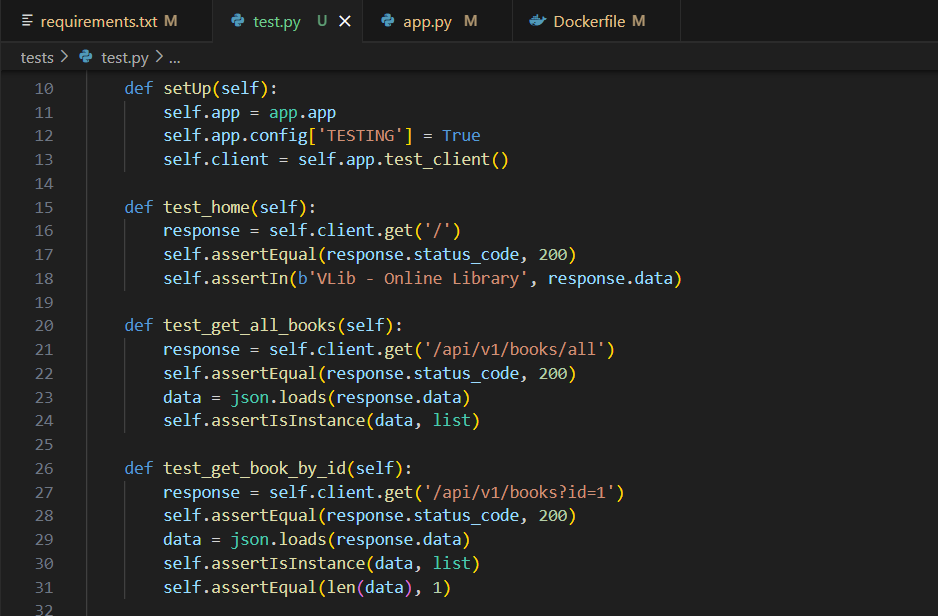 requirements.txt M test.py U app.py M Dockerfile M
tests > test.py > ...
10 def setUp(self):
11 self.app = app.app
12 self.app.config['TESTING'] = True
13 self.client = self.app.test_client()
14
15 def test_home(self):
16 response = self.client.get('/')
17 self.assertEqual(response.status_code, 200)
18 self.assertIn(b'VLib - Online Library', response.data)
19
20 def test_get_all_books(self):
21 response = self.client.get('/api/v1/books/all')
22 self.assertEqual(response.status_code, 200)
23 data = json.loads(response.data)
24 self.assertIsInstance(data, list)
25
26 def test_get_book_by_id(self):
27 response = self.client.get('/api/v1/books?id=1')
28 self.assertEqual(response.status_code, 200)
29 data = json.loads(response.data)
30 self.assertIsInstance(data, list)
31 self.assertEqual(len(data), 1)
32